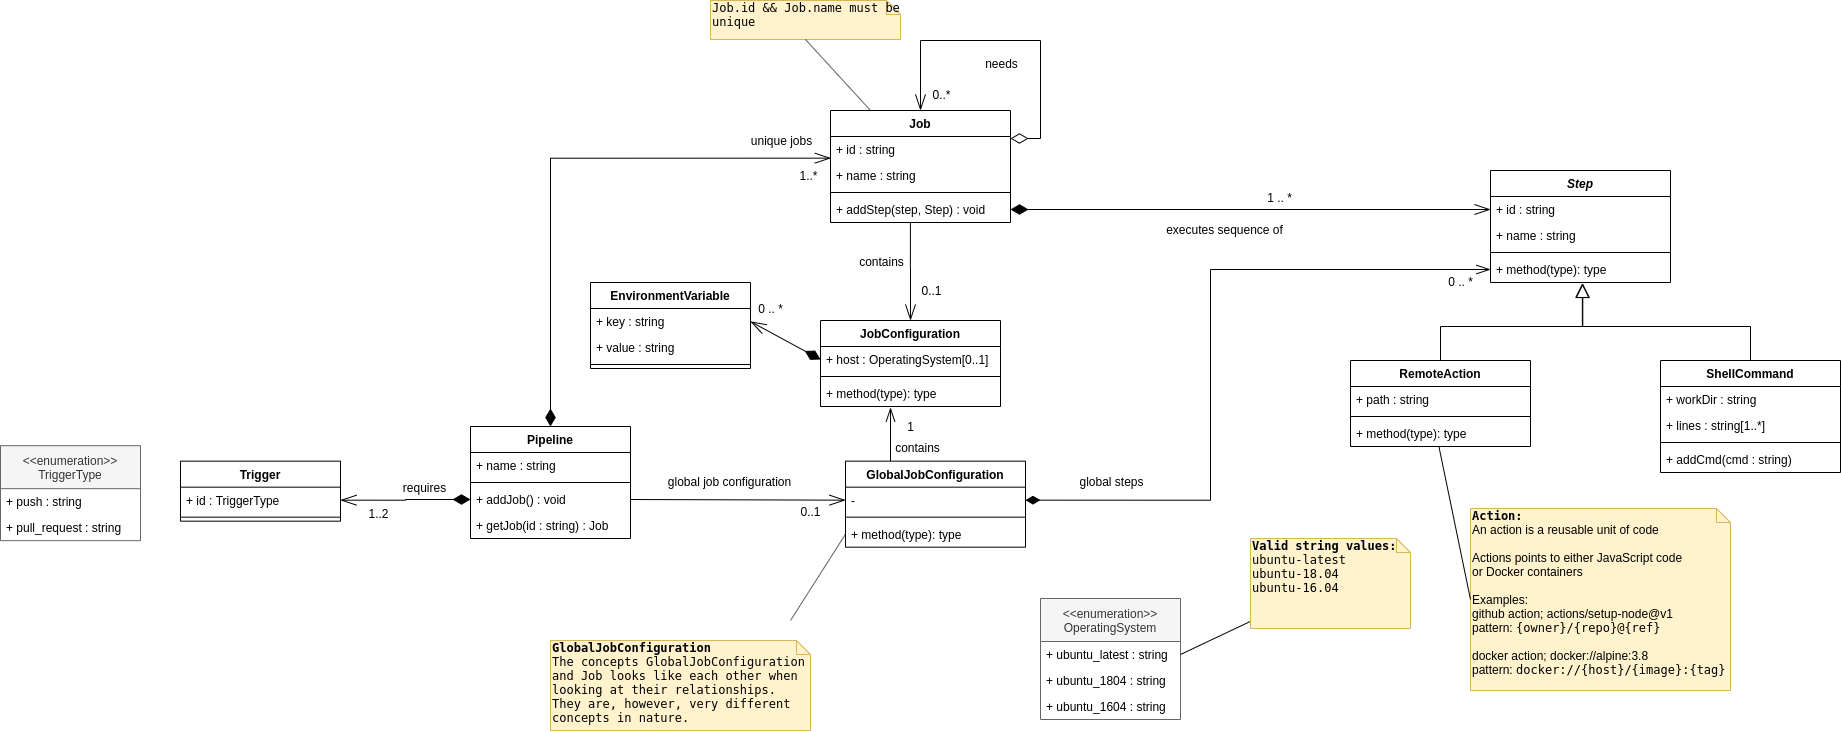 Job.id && Job.name must be
unique
needs
0..*
Job
+ id : string
+ name : string
+ addStep(step, Step) : void
unique jobs
1..*
1 .. *
executes sequence of
Step
+ id : string
+ name : string
+ method(type): type
0 .. *
contains
0..1
EnvironmentVariable
+ key : string
+ value : string
0 .. *
JobConfiguration
+ host : OperatingSystem[0..1]
+ method(type): type
1
contains
RemoteAction
+ path : string
+ method(type): type
ShellCommand
+ workDir : string
+ lines : string[1..*]
+ addCmd(cmd : string)
<<enumeration>>
TriggerType
+ push : string
+ pull_request : string
Trigger
+ id : TriggerType
requires
1..2
Pipeline
+ name : string
+ addJob() : void
+ getJob(id : string) : Job
global job configuration
0..1
GlobalJobConfiguration
-
+ method(type): type
global steps
GlobalJobConfiguration
The concepts GlobalJobConfiguration
and Job looks like each other when
looking at their relationships.
They are, however, very different
concepts in nature.
<<enumeration>>
OperatingSystem
+ ubuntu_latest : string
+ ubuntu_1804 : string
+ ubuntu_1604 : string
Valid string values:
ubuntu-latest
ubuntu-18.04
ubuntu-16.04
Action:
An action is a reusable unit of code
Actions points to either JavaScript code
or Docker containers
Examples:
github action; actions/setup-node@v1
pattern: {owner}/{repo}@{ref}
docker action; docker://alpine:3.8
pattern: docker://{host}/{image}:{tag}